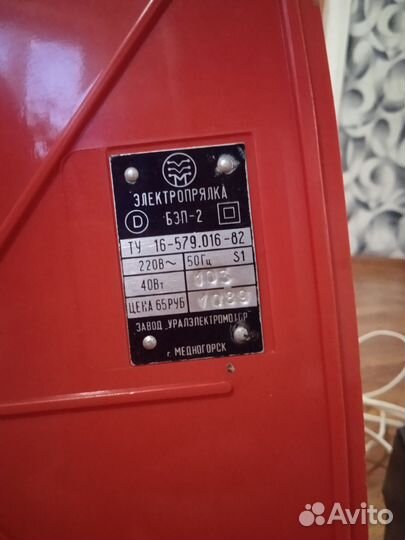 ЭЛЕКТРОПРЯЛКА
D БЭП-2
ТУ 16-579.016-82
220В~ 50Гц S1
40Вт 103
ЦЕНА 65РУБ 1089
ЗАВОД „УРАЛЭЛЕКТРОМОТОР"
г. МЕДНОГОРСК
Avito